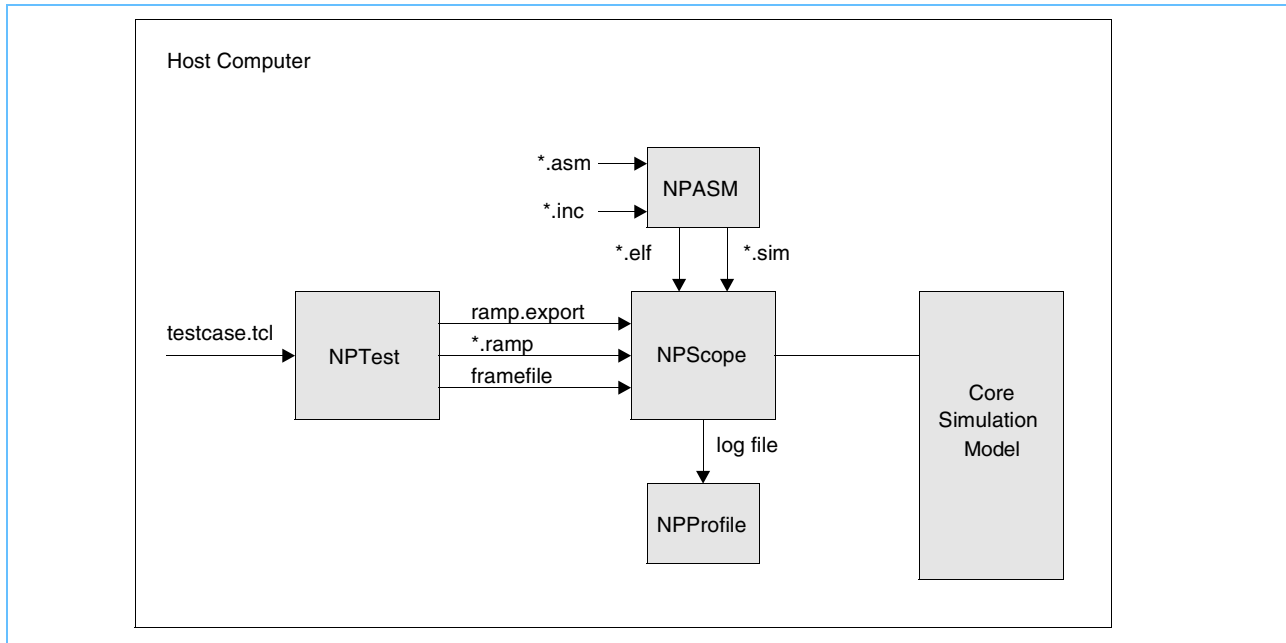 Host Computer
*.asm
NPASM
*.inc
*.elf
*.sim
testcase.tcl
NPTest
ramp.export
*.ramp
framefile
NPScope
Core
Simulation
Model
log file
NPProfile